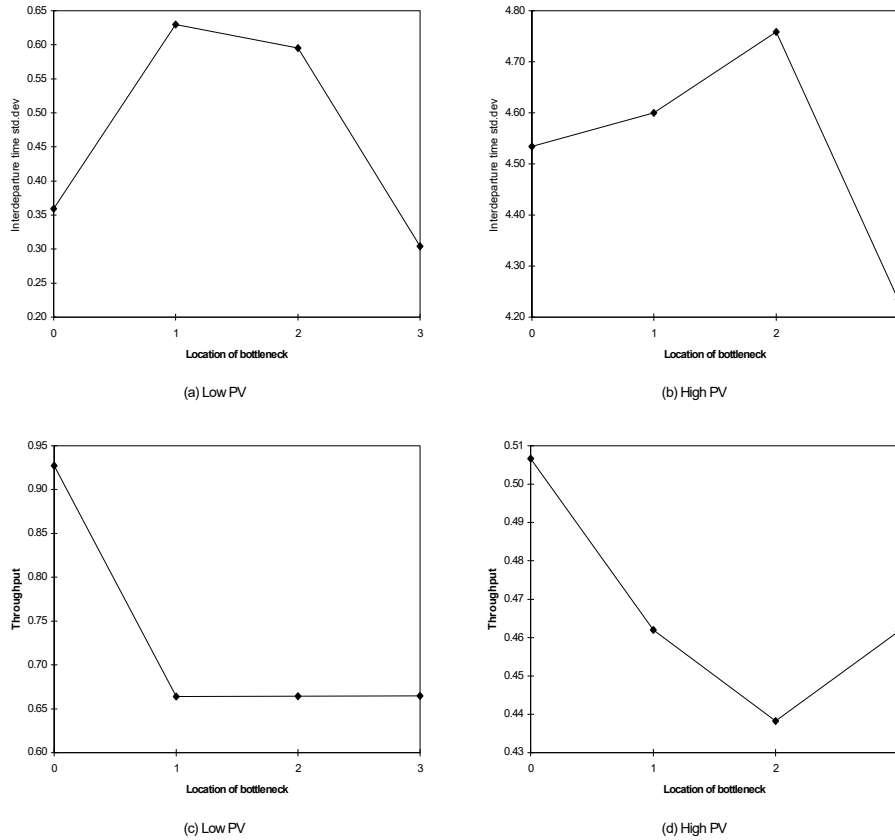 0.65
0.60
0.55
0.50
0.45
0.40
0.35
0.30
0.25
0.20
Interdeparture time std.dev
0 1 2 3
Location of bottleneck
(a) Low PV
4.80
4.70
4.60
4.50
4.40
4.30
4.20
Interdeparture time std.dev
0 1 2
Location of bottleneck
(b) High PV
0.95
0.90
0.85
0.80
0.75
0.70
0.65
0.60
Throughput
0 1 2 3
Location of bottleneck
(c) Low PV
0.51
0.50
0.49
0.48
0.47
0.46
0.45
0.44
0.43
Throughput
0 1 2
Location of bottleneck
(d) High PV